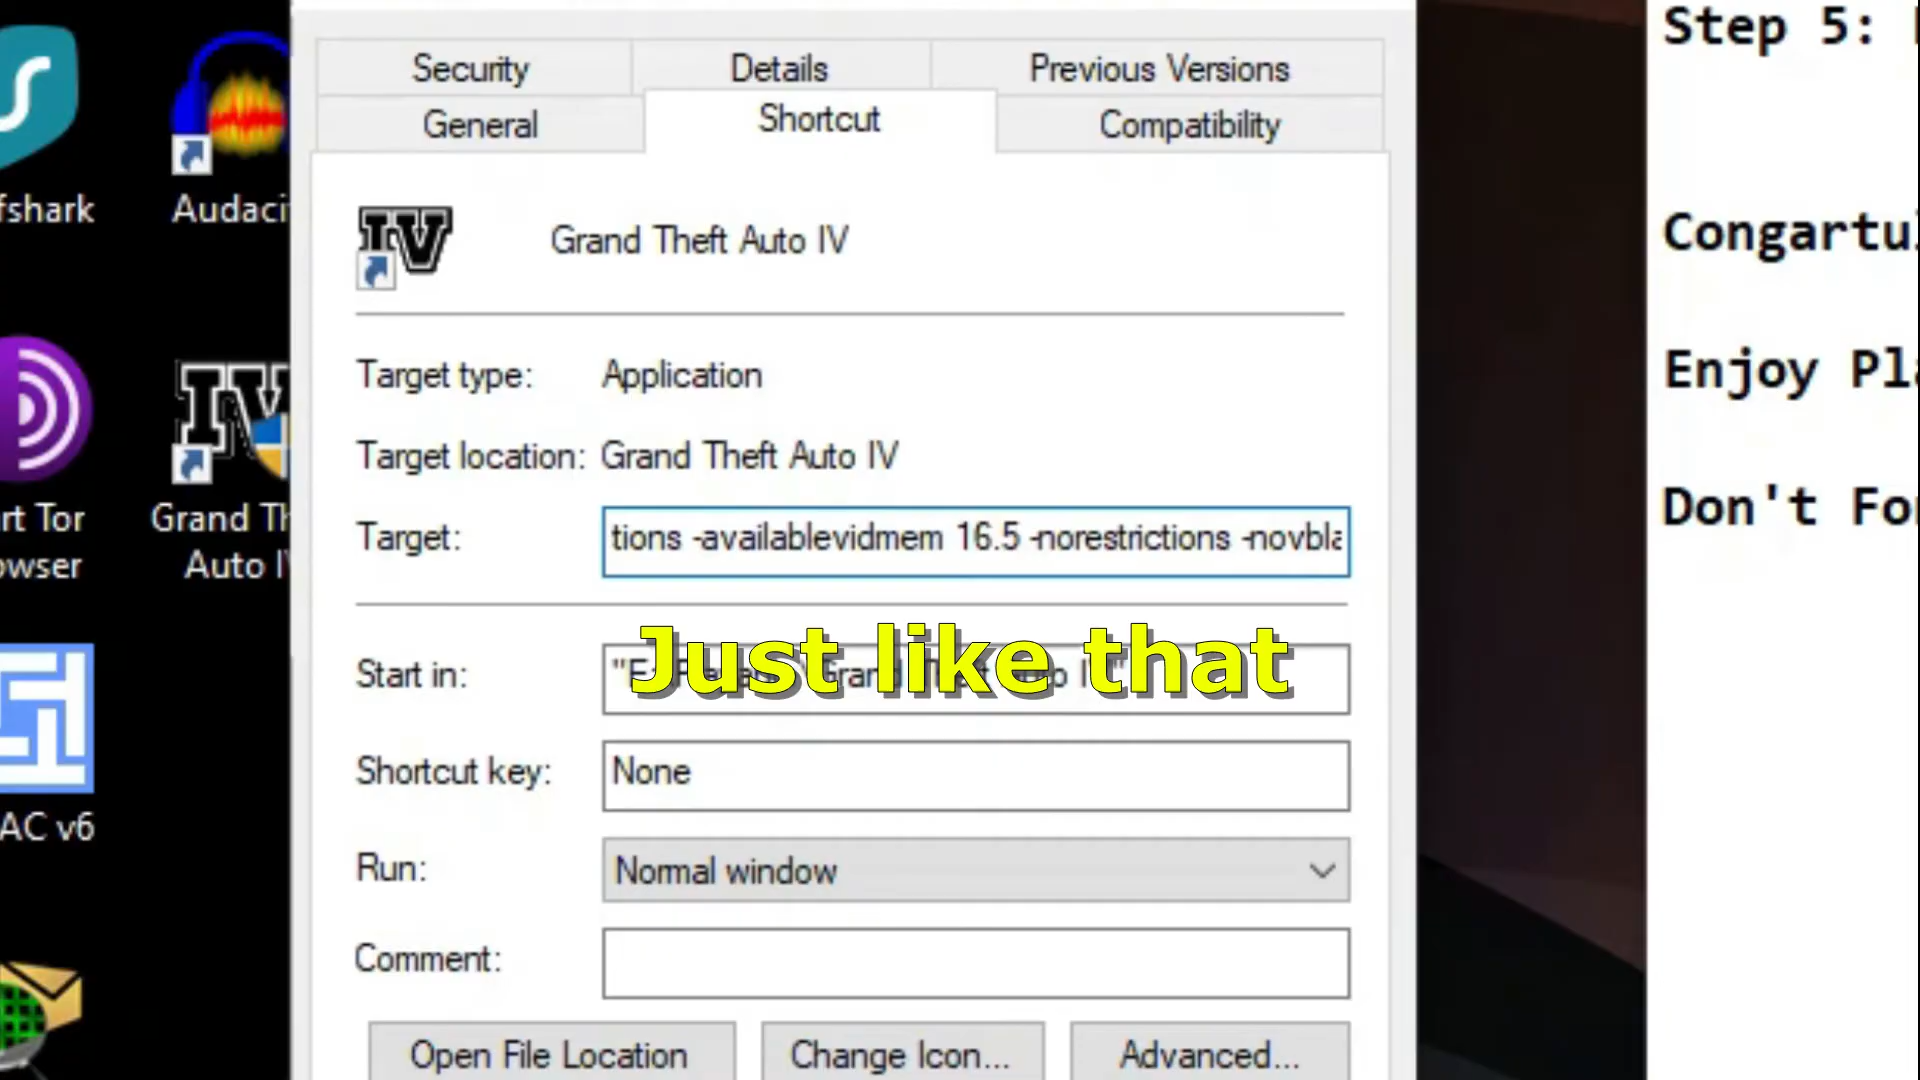 Security Details Previous Versions
General Shortcut Compatibility
Grand Theft Auto IV
Target type: Application
Target location: Grand Theft Auto IV
Target: tions -availablevidmem 16.5 -norestrictions -novbla
Just like that
Start in:
Shortcut key: None
Run: Normal window
Comment:
Open File Location Change Icon... Advanced...
fshark
Audaci
rt Tor
owser
Grand Th
Auto I
AC v6
Step 5:
Congartul
Enjoy Pla
Don't Fo